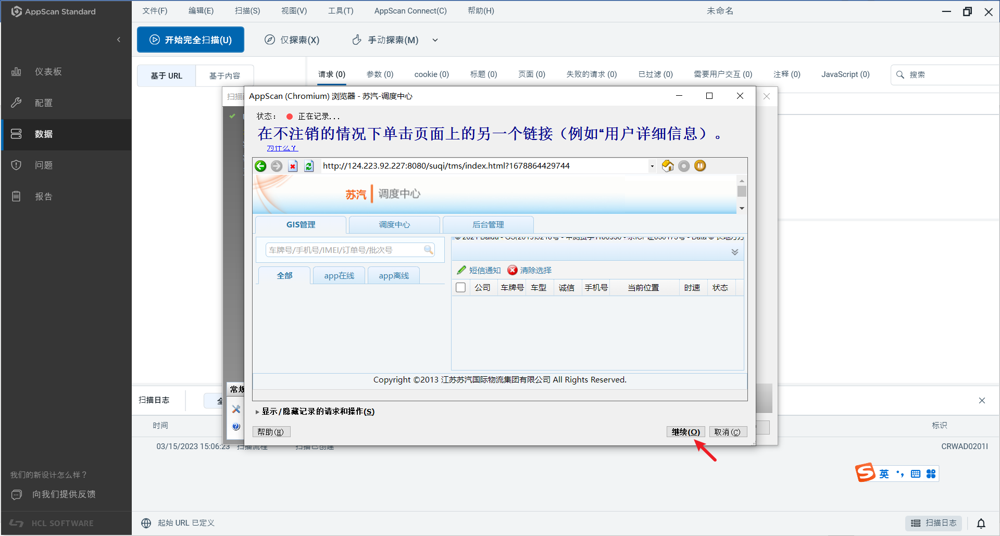 AppScan Standard
文件(F) 编辑(E) 扫描(S) 视图(V) 工具(T) AppScan Connect(C) 帮助(H) 未命名
开始完全扫描(U) 仅探索(X) 手动探索(M)
仪表板
配置
数据
问题
报告
基于 URL 基于内容
请求 (0) 参数 (0) cookie (0) 标题 (0) 页面 (0) 失败的请求 (0) 已过滤 (0) 需要用户交互 (0) 注释 (0) JavaScript (0) 搜索
扫描
AppScan (Chromium) 浏览器 - 苏汽-调度中心
状态： 正在记录...
在不注销的情况下单击页面上的另一个链接（例如“用户详细信息）。
为什么？
http://124.223.92.227:8080/suqi/tms/index.html?1678864429744
苏汽 调度中心
GIS管理 调度中心 后台管理
车牌号/手机号/IMEI/订单号/批次号
全部 app在线 app离线
短信通知 清除选择
公司 车牌号 车型 诚信 手机号 当前位置 时速 状态
Copyright ©2013 江苏苏汽国际物流集团有限公司 All Rights Reserved.
常规
显示/隐藏记录的请求和操作(S)
帮助(H) 继续(O) 取消(C)
扫描日志 全
时间 标识
03/15/2023 15:06:23 扫描流程 扫描已创建 CRWAD0201I
英
我们的新设计怎么样？
向我们提供反馈
HCL SOFTWARE
起始 URL 已定义 扫描日志